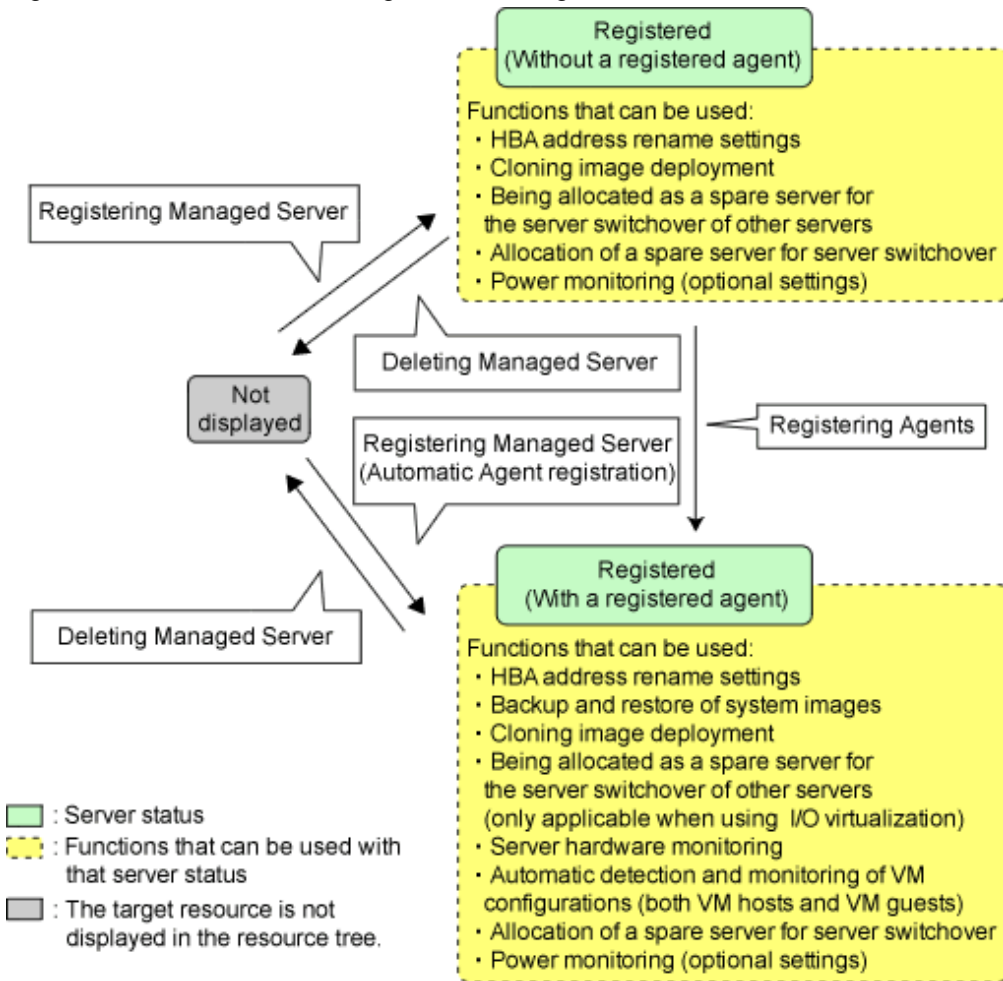 Registered
(Without a registered agent)
Functions that can be used:
・HBA address rename settings
・Cloning image deployment
・Being allocated as a spare server for
the server switchover of other servers
・Allocation of a spare server for server switchover
・Power monitoring (optional settings)
Registering Managed Server
Deleting Managed Server
Not
displayed
Registering Managed Server
(Automatic Agent registration)
Registering Agents
Deleting Managed Server
Registered
(With a registered agent)
Functions that can be used:
・HBA address rename settings
・Backup and restore of system images
・Cloning image deployment
・Being allocated as a spare server for
the server switchover of other servers
(only applicable when using I/O virtualization)
・Server hardware monitoring
・Automatic detection and monitoring of VM
configurations (both VM hosts and VM guests)
・Allocation of a spare server for server switchover
・Power monitoring (optional settings)
: Server status
: Functions that can be used with
that server status
: The target resource is not
displayed in the resource tree.